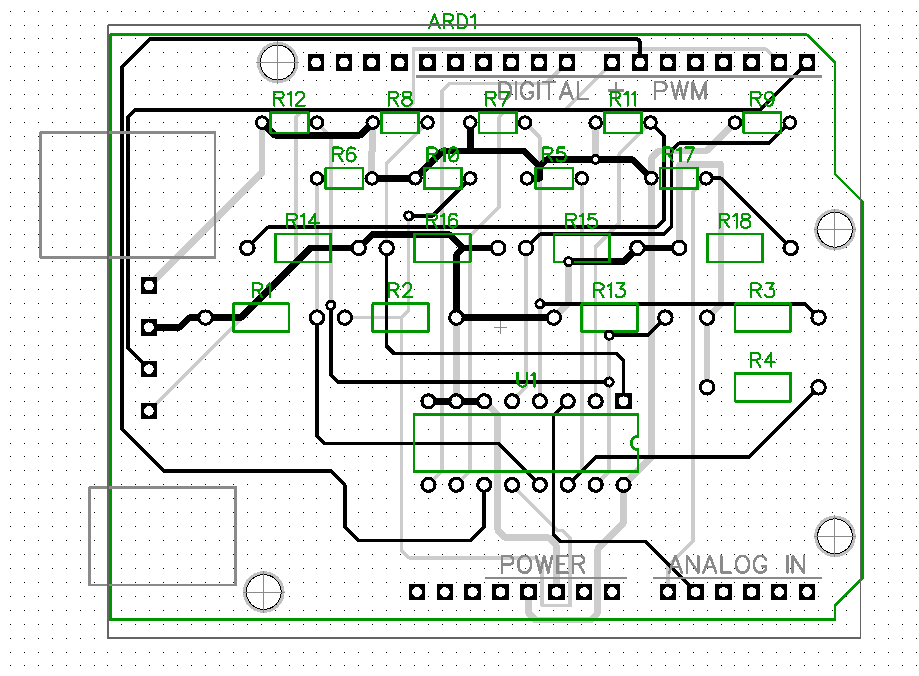 ARD1
DIGITAL + PWM
R12 R8 R7 R11 R9
R6 R10 R5 R17
R14 R16 R15 R18
R1 R2 R13 R3
U1 R4
POWER ANALOG IN